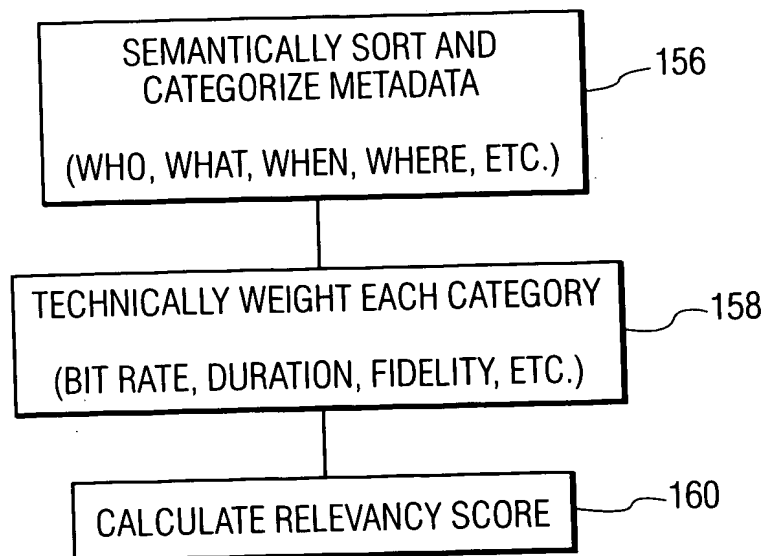 SEMANTICALLY SORT AND
CATEGORIZE METADATA
(WHO, WHAT, WHEN, WHERE, ETC.)
156
TECHNICALLY WEIGHT EACH CATEGORY
(BIT RATE, DURATION, FIDELITY, ETC.)
158
CALCULATE RELEVANCY SCORE
160